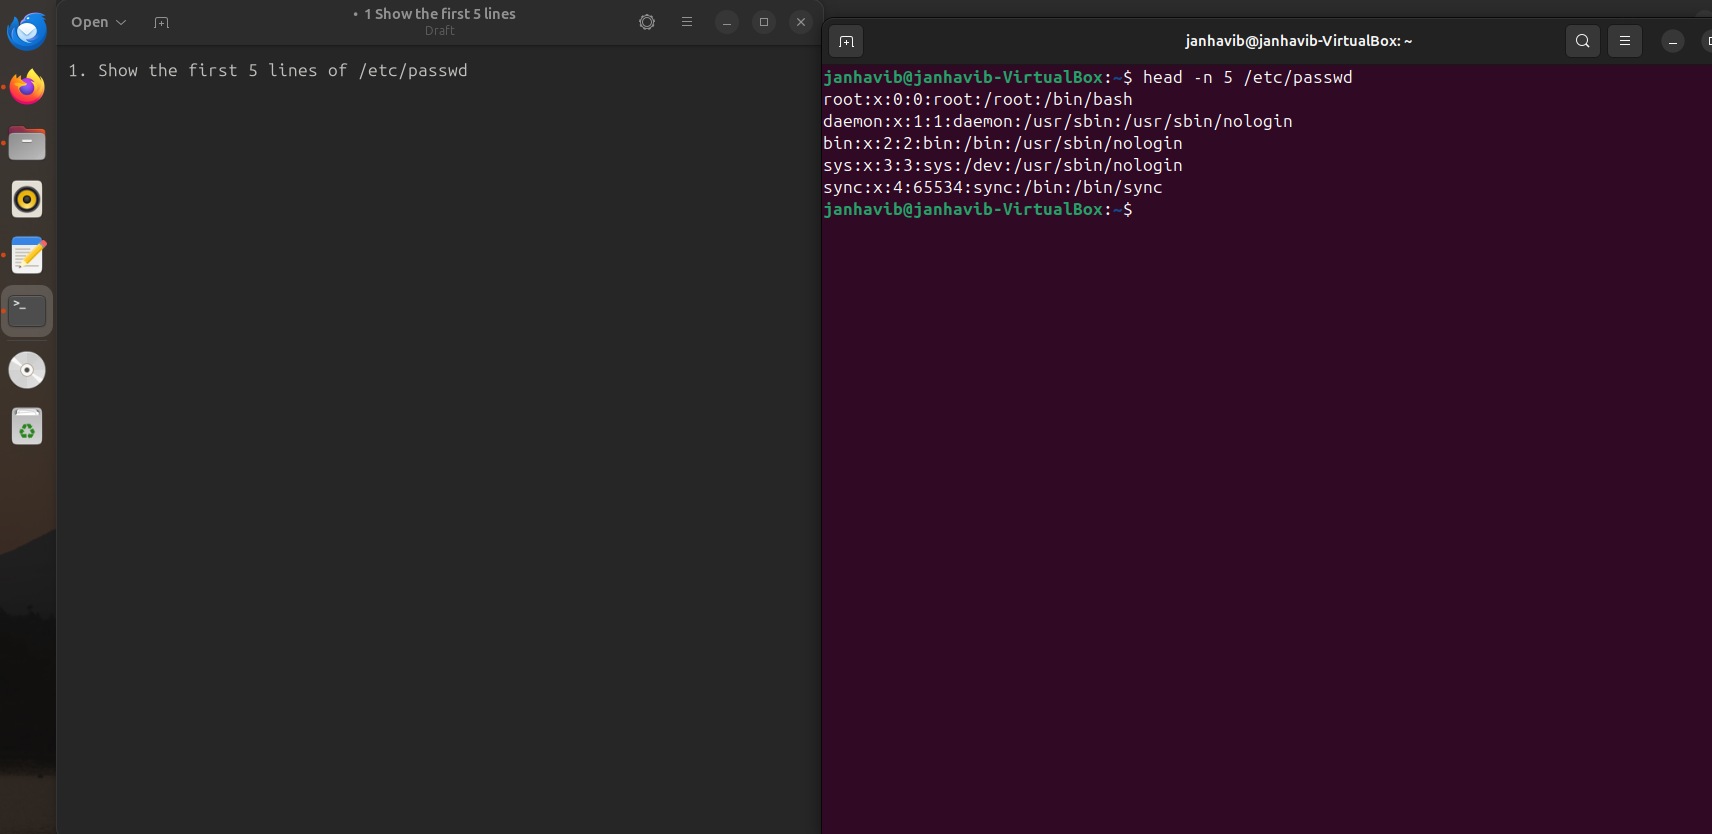 Open
• 1 Show the first 5 lines
Draft
1. Show the first 5 lines of /etc/passwd
>_
janhavib@janhavib-VirtualBox: ~
janhavib@janhavib-VirtualBox:~$ head -n 5 /etc/passwd
root:x:0:0:root:/root:/bin/bash
daemon:x:1:1:daemon:/usr/sbin:/usr/sbin/nologin
bin:x:2:2:bin:/bin:/usr/sbin/nologin
sys:x:3:3:sys:/dev:/usr/sbin/nologin
sync:x:4:65534:sync:/bin:/bin/sync
janhavib@janhavib-VirtualBox:~$